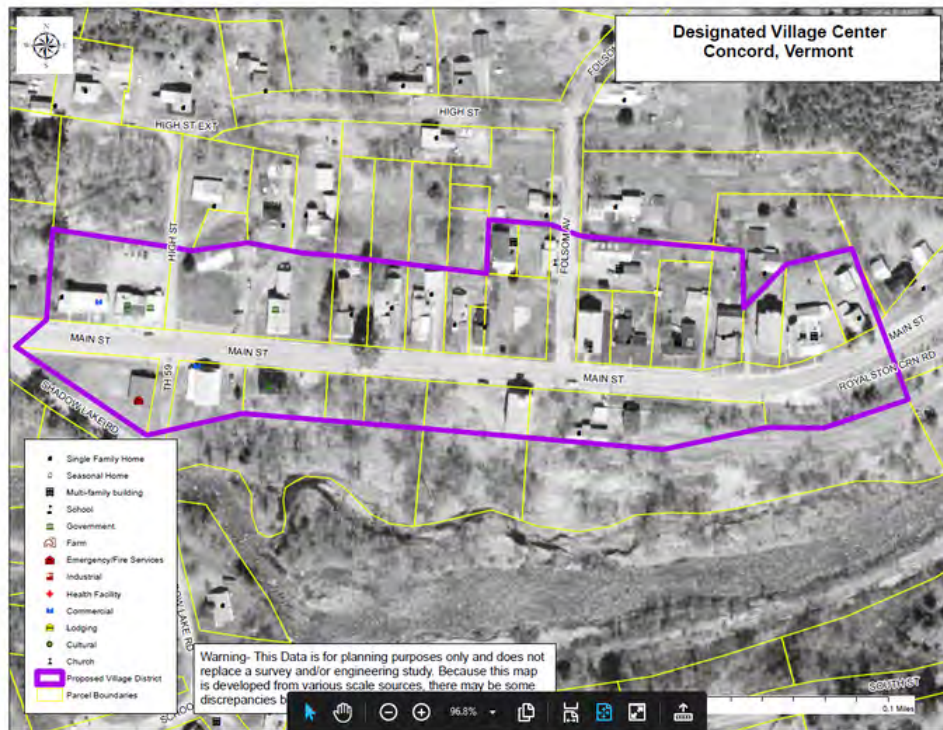 Designated Village Center
Concord, Vermont
HIGH ST
HIGH ST EXT
HIGH ST
FOLSOM AV
MAIN ST
MAIN ST
MAIN ST
MAIN ST
ROYALSTON CRN RD
TH 59
SHADOW LAKE RD
Single Family Home
Seasonal Home
Multi-family building
School
Government
Farm
Emergency/Fire Services
Industrial
Health Facility
Commercial
Lodging
Cultural
Church
Proposed Village District
Parcel Boundaries
Warning- This Data is for planning purposes only and does not
replace a survey and/or engineering study. Because this map
is developed from various scale sources, there may be some
discrepancies
SOUTH ST
96.8%
0.1 Miles